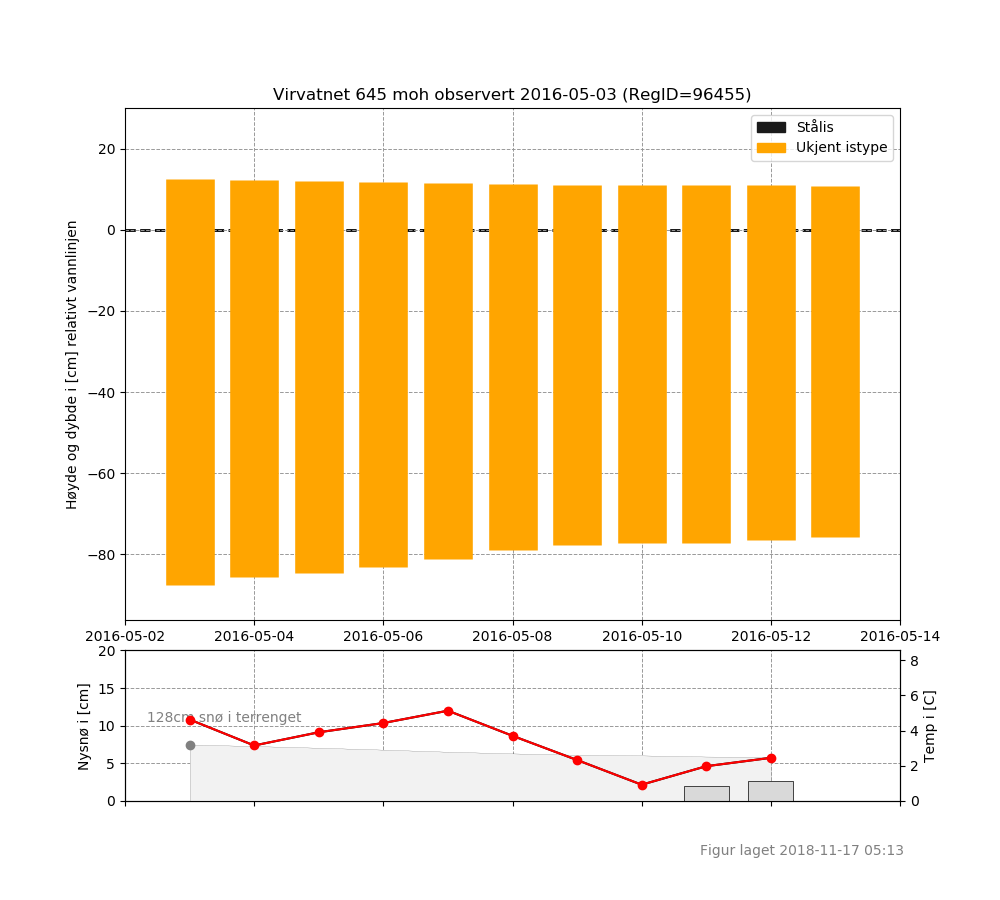 Virvatnet 645 moh observert 2016-05-03 (RegID=96455)
Stålis
Ukjent istype
Høyde og dybde i [cm] relativt vannlinjen
20
0
−20
−40
−60
−80
2016-05-02 2016-05-04 2016-05-06 2016-05-08 2016-05-10 2016-05-12 2016-05-14
Nysnø i [cm]
20
15
10
5
0
128cm snø i terrenget
8
6
4
2
0
Temp i [C]
Figur laget 2018-11-17 05:13